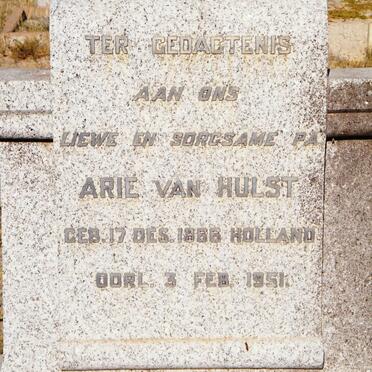 TER GEDAGTENIS
AAN ONS
LIEWE EN SORGSAME PA
ARIE VAN HULST
GEB. 17 DES. 1866 HOLLAND
OORL. 3 FEB. 1951.